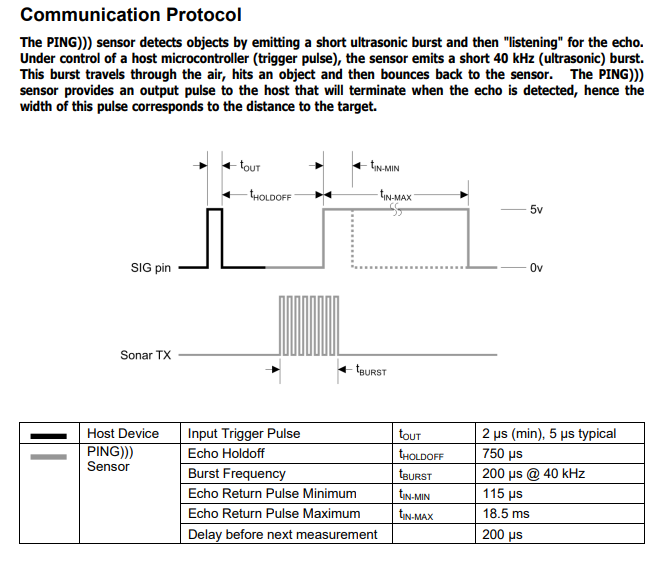 Communication Protocol
The PING))) sensor detects objects by emitting a short ultrasonic burst and then "listening" for the echo.
Under control of a host microcontroller (trigger pulse), the sensor emits a short 40 kHz (ultrasonic) burst.
This burst travels through the air, hits an object and then bounces back to the sensor. The PING)))
sensor provides an output pulse to the host that will terminate when the echo is detected, hence the
width of this pulse corresponds to the distance to the target.
tOUT
tIN-MIN
tHOLDOFF
tIN-MAX
5v
SIG pin
0v
Sonar TX
tBURST
Host Device Input Trigger Pulse tOUT 2 µs (min), 5 µs typical
PING))) Echo Holdoff tHOLDOFF 750 µs
Sensor Burst Frequency tBURST 200 µs @ 40 kHz
Echo Return Pulse Minimum tIN-MIN 115 µs
Echo Return Pulse Maximum tIN-MAX 18.5 ms
Delay before next measurement 200 µs